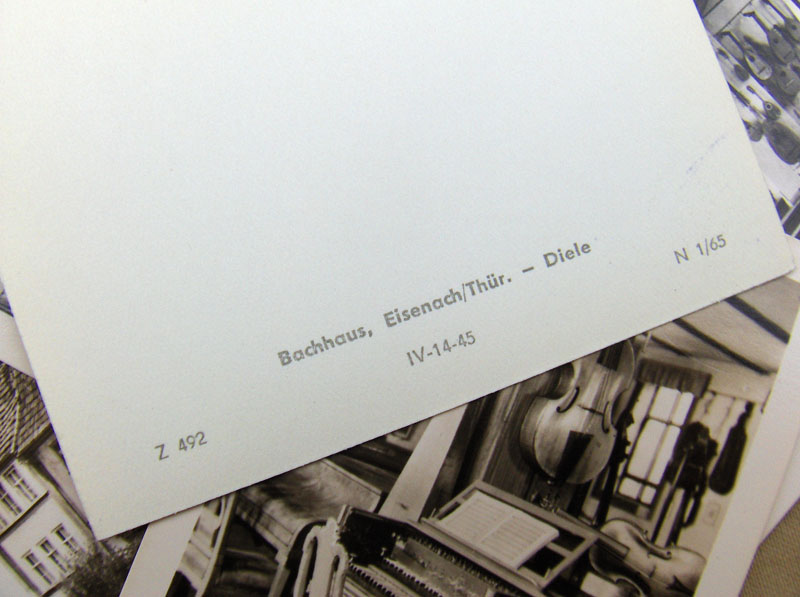 Bachhaus, Eisenach/Thür. – Diele
N 1/65
IV-14-45
Z 492